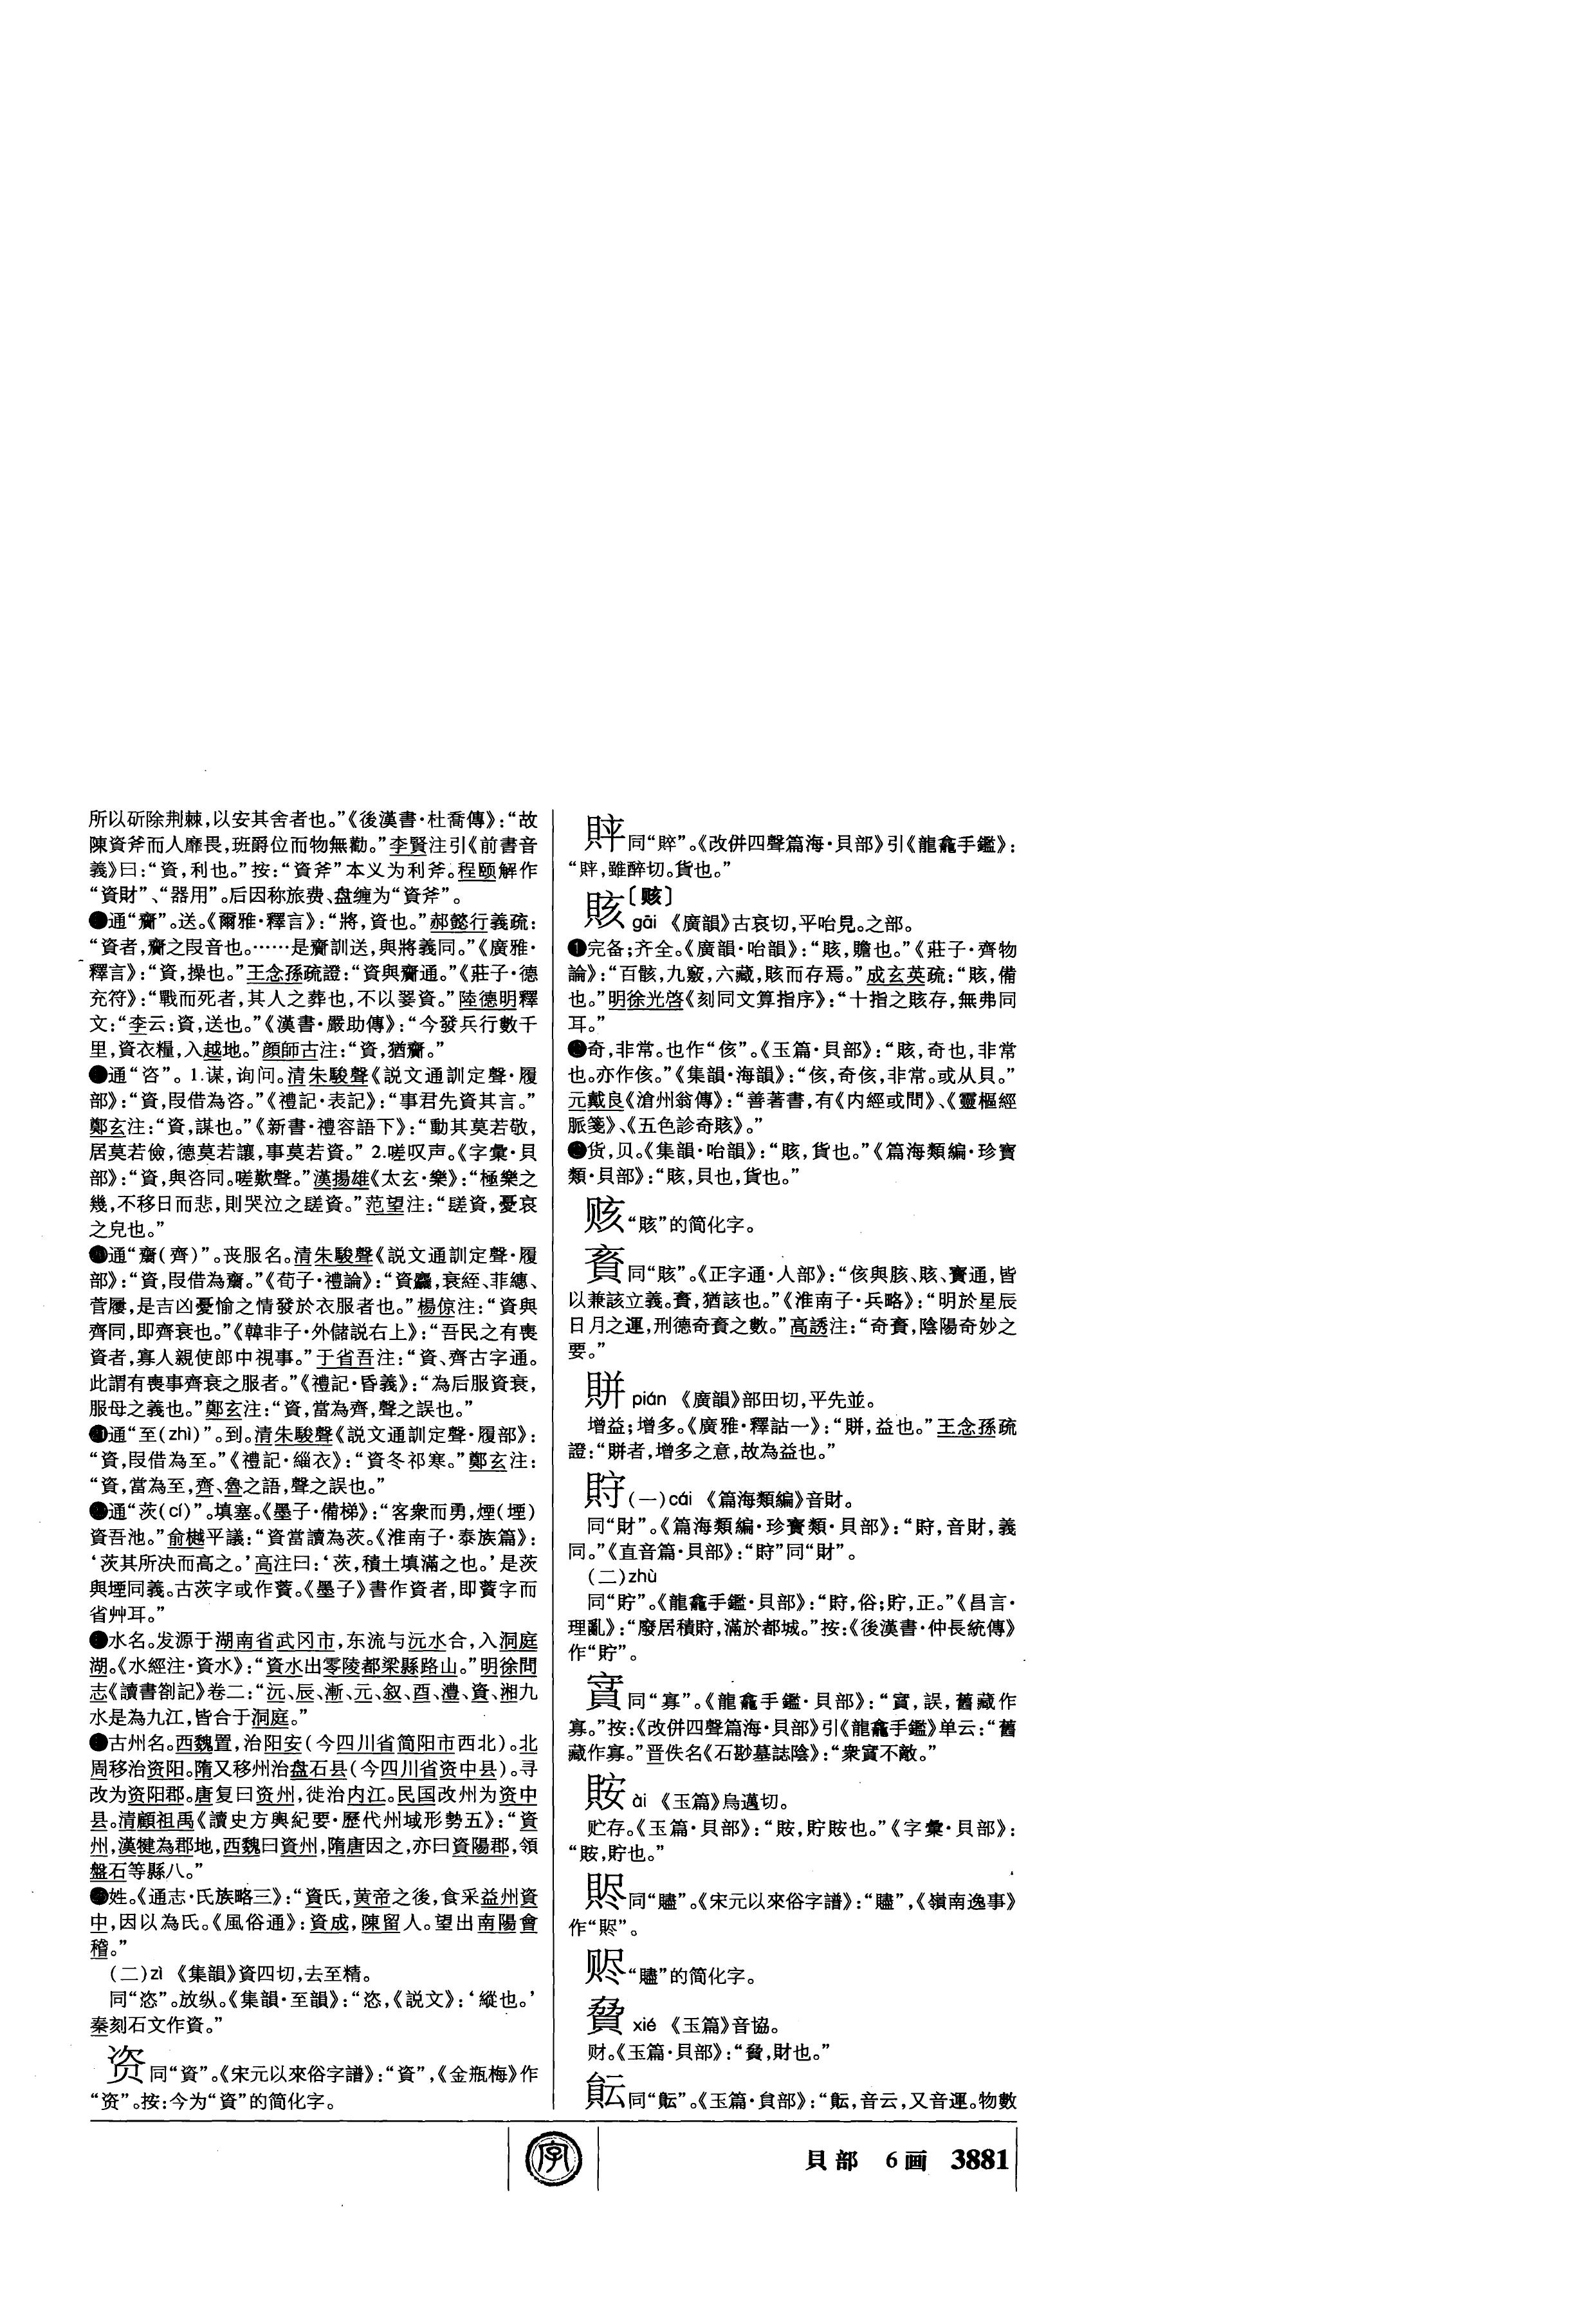 所以斫除荆棘，以安其舍者也。”《後漢書·杜喬傳》：“故
陳資斧而人靡畏，班爵位而物無勸。”李賢注引《前書音
義》曰：“資，利也。”按：“資斧”本义为利斧。程颐解作
“資財”、“器用”。后因称旅费、盘缠为“資斧”。
通“齎”。送。《爾雅·釋言》：“將，資也。”郝懿行義疏：
“資者，齎之叚音也。……是齎訓送，與將義同。”《廣雅·
釋言》：“資，操也。”王念孫疏證：“資與齎通。”《莊子·德
充符》：“戰而死者，其人之葬也，不以翣資。”陸德明釋
文：“李云：資，送也。”《漢書·嚴助傳》：“今發兵行數千
里，資衣糧，入越地。”顔師古注：“資，猶齎。”
通“咨”。1.谋，询问。清朱駿聲《説文通訓定聲·履
部》：“資，叚借為咨。”《禮記·表記》：“事君先資其言。”
鄭玄注：“資，謀也。”《新書·禮容語下》：“動其莫若敬，
居莫若儉，德莫若讓，事莫若資。” 2.嗟叹声。《字彙·貝
部》：“資，與咨同。嗟歎聲。”漢揚雄《太玄·樂》：“極樂之
幾，不移日而悲，則哭泣之䁟資。”范望注：“䁟資，憂哀
之皃也。”
通“齌（齊）”。丧服名。清朱駿聲《説文通訓定聲·履
部》：“資，叚借為齌。”《荀子·禮論》：“資麤，衰絰、菲繐、
菅屨，是吉凶憂愉之情發於衣服者也。”楊倞注：“資與
齊同，即齊衰也。”《韓非子·外儲説右上》：“吾民之有喪
資者，寡人親使郎中視事。”于省吾注：“資、齊古字通。
此謂有喪事齊衰之服者。”《禮記·昏義》：“為后服資衰，
服母之義也。”鄭玄注：“資，當為齊，聲之誤也。”
通“至(zhì)”。到。清朱駿聲《説文通訓定聲·履部》：
“資，叚借為至。”《禮記·緇衣》：“資冬祁寒。”鄭玄注：
“資，當為至，齊、魯之語，聲之誤也。”
通“茨(cí)”。填塞。《墨子·備梯》：“客衆而勇，煙（堙）
資吾池。”俞樾平議：“資當讀為茨。《淮南子·泰族篇》：
‘茨其所决而高之。’高注曰：‘茨，積土填滿之也。’是茨
與堙同義。古茨字或作薋。《墨子》書作資者，即薋字而
省艸耳。”
水名。发源于湖南省武冈市，东流与沅水合，入洞庭
湖。《水經注·資水》：“資水出零陵都梁縣路山。”明徐問
志《讀書劄記》卷二：“沅、辰、漸、元、叙、酉、澧、資、湘九
水是為九江，皆合于洞庭。”
古州名。西魏置，治阳安（今四川省简阳市西北）。北
周移治资阳。隋又移州治盘石县（今四川省资中县）。寻
改为资阳郡。唐复曰资州，徙治内江。民国改州为资中
县。清顧祖禹《讀史方輿紀要·歷代州域形勢五》：“資
州，漢犍為郡地，西魏曰資州，隋唐因之，亦曰資陽郡，領
盤石等縣八。”
姓。《通志·氏族略三》：“資氏，黄帝之後，食采益州資
中，因以為氏。《風俗通》：資成，陳留人。望出南陽會
稽。”
（二）zì 《集韻》資四切，去至精。
同“恣”。放纵。《集韻·至韻》：“恣，《説文》：‘縱也。’
秦刻石文作資。”
资同“資”。《宋元以來俗字譜》：“資”，《金瓶梅》作
“资”。按：今为“資”的简化字。
同“賥”。《改併四聲篇海·貝部》引《龍龕手鑑》：
“，雖醉切。貨也。”
賅〔赅〕
gāi 《廣韻》古哀切，平咍見。之部。
❶完备；齐全。《廣韻·咍韻》：“賅，贍也。”《莊子·齊物
論》：“百骸，九竅，六藏，賅而存焉。”成玄英疏：“賅，備
也。”明徐光啓《刻同文算指序》：“十指之賅存，無弗同
耳。”
❷奇，非常。也作“侅”。《玉篇·貝部》：“賅，奇也，非常
也。亦作侅。”《集韻·海韻》：“侅，奇侅，非常。或从貝。”
元戴良《滄州翁傳》：“善著書，有《内經或問》、《靈樞經
脈箋》、《五色診奇賅》。”
❸货，贝。《集韻·咍韻》：“賅，貨也。”《篇海類編·珍寶
類·貝部》：“賅，貝也，貨也。”
赅“賅”的简化字。
賌同“賅”。《正字通·人部》：“侅與胲、賅、賌通，皆
以兼該立義。賌，猶該也。”《淮南子·兵略》：“明於星辰
日月之運，刑德奇賌之數。”高誘注：“奇賌，陰陽奇妙之
要。”
賆 pián 《廣韻》部田切，平先並。
增益；增多。《廣雅·釋詁一》：“賆，益也。”王念孫疏
證：“賆者，增多之意，故為益也。”
（一）cái 《篇海類編》音財。
同“財”。《篇海類編·珍寶類·貝部》：“，音財，義
同。”《直音篇·貝部》：“”同“財”。
（二）zhù
同“貯”。《龍龕手鑑·貝部》：“，俗；貯，正。”《昌言·
理亂》：“廢居積，滿於都城。”按：《後漢書·仲長統傳》
作“貯”。
同“寡”。《龍龕手鑑·貝部》：“，誤，舊藏作
寡。”按：《改併四聲篇海·貝部》引《龍龕手鑑》单云：“舊
藏作寡。”晋佚名《石尠墓誌陰》：“衆不敵。”
䝩 ài 《玉篇》烏邁切。
贮存。《玉篇·貝部》：“䝩，貯䝩也。”《字彙·貝部》：
“䝩，貯也。”
賮同“贐”。《宋元以來俗字譜》：“贐”，《嶺南逸事》
作“”。
赆“贐”的简化字。
xié 《玉篇》音協。
财。《玉篇·貝部》：“，財也。”
同“䢵”。《玉篇·員部》：“，音云，又音運。物數
字
貝部 6画 3881